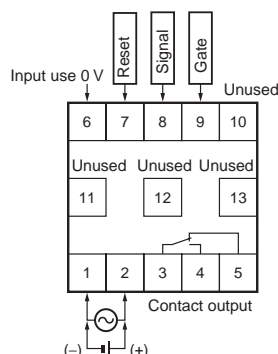 Reset
Signal
Gate
Input use 0 V
Unused
6 7 8 9 10
Unused Unused
11 12 13
1 2 3 4 5
Contact output
(−) (+)